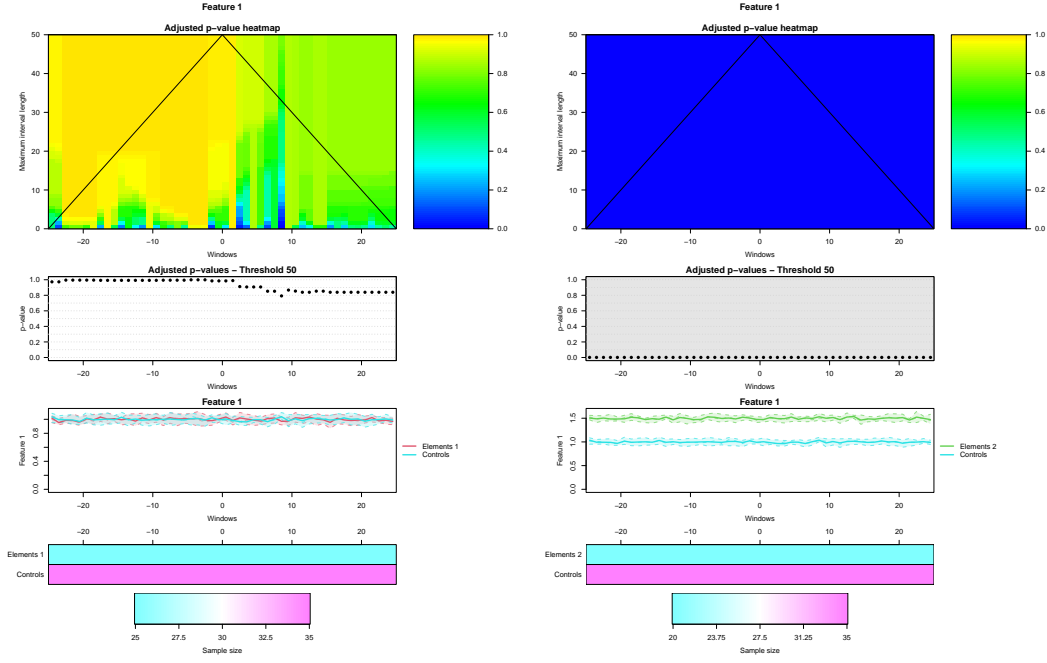 Feature 1
Adjusted p−value heatmap
50
40
30
20
10
0
Maximum interval length
−20 −10 0 10 20
Windows
1.0
0.8
0.6
0.4
0.2
0.0
Adjusted p−values − Threshold 50
1.0
0.8
0.6
0.4
0.2
0.0
p−value
−20 −10 0 10 20
Windows
Feature 1
0.8
0.4
0.0
Feature 1
Elements 1
Controls
−20 −10 0 10 20
Windows
−20 −10 0 10 20
Elements 1
Controls
25 27.5 30 32.5 35
Sample size
Feature 1
Adjusted p−value heatmap
50
40
30
20
10
0
Maximum interval length
−20 −10 0 10 20
Windows
1.0
0.8
0.6
0.4
0.2
0.0
Adjusted p−values − Threshold 50
1.0
0.8
0.6
0.4
0.2
0.0
p−value
−20 −10 0 10 20
Windows
Feature 1
1.5
1.0
0.5
0.0
Feature 1
Elements 2
Controls
−20 −10 0 10 20
Windows
−20 −10 0 10 20
Elements 2
Controls
20 23.75 27.5 31.25 35
Sample size